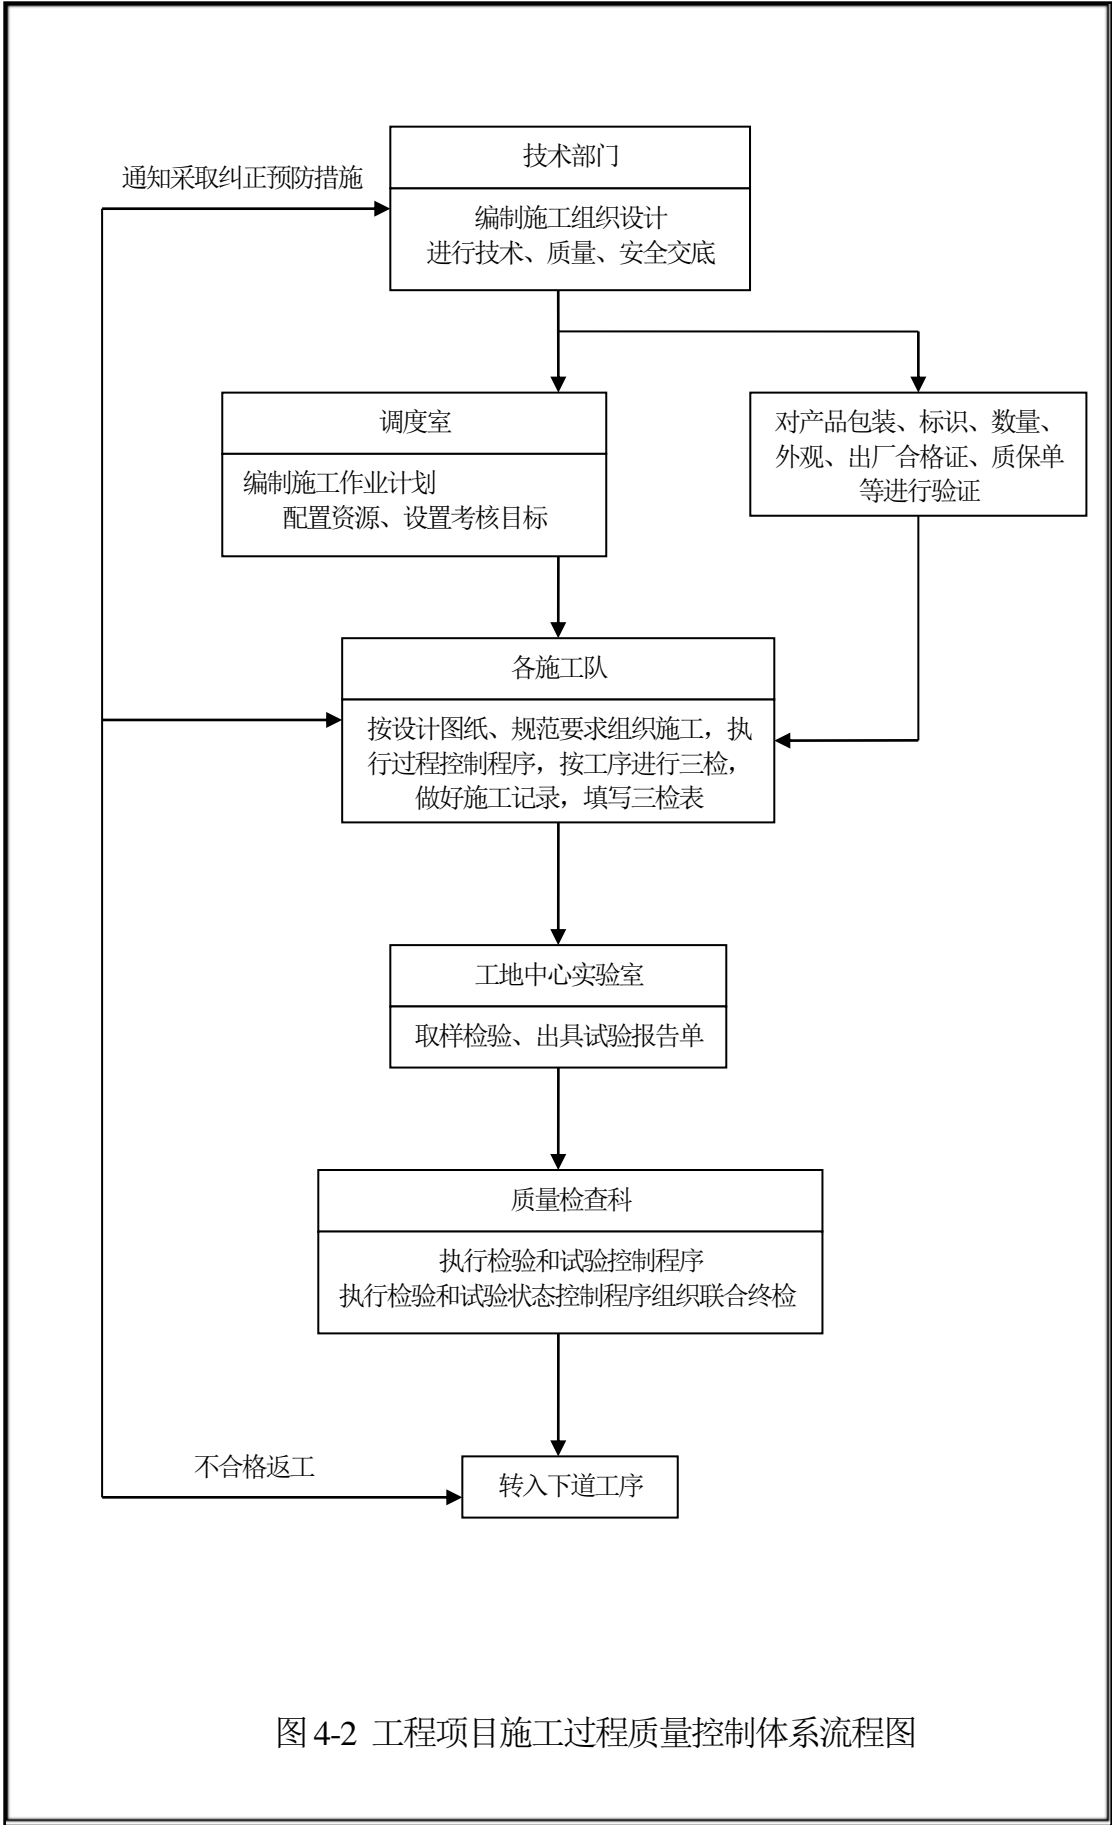 技术部门
通知采取纠正预防措施
编制施工组织设计
进行技术、质量、安全交底
调度室
编制施工作业计划
配置资源、设置考核目标
对产品包装、标识、数量、
外观、出厂合格证、质保单
等进行验证
各施工队
按设计图纸、规范要求组织施工，执
行过程控制程序，按工序进行三检，
做好施工记录，填写三检表
工地中心实验室
取样检验、出具试验报告单
质量检查科
执行检验和试验控制程序
执行检验和试验状态控制程序组织联合终检
不合格返工
转入下道工序
图 4-2 工程项目施工过程质量控制体系流程图